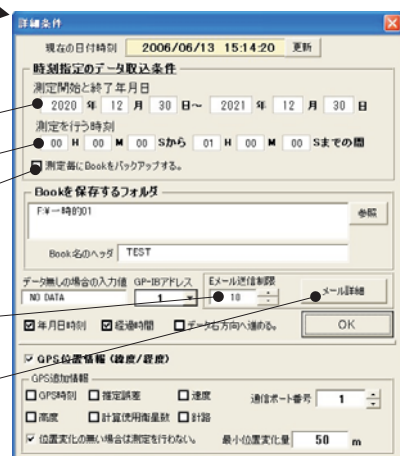 詳細条件
現在の日付時刻 2006/06/13 15:14:20 更新
時刻指定のデータ取込条件
測定開始と終了年月日
2020 年 12 月 30 日～ 2021 年 12 月 30 日
測定を行う時刻
00 H 00 M 00 Sから 01 H 00 M 00 Sまでの間
測定毎にBookをバックアップする。
Bookを保存するフォルダ
F:¥一時的01
参照
Book名のヘッダ TEST
データ無しの場合の入力値 GP-IBアドレス Eメール送信制限
NO DATA 1 10 メール詳細
年月日時刻 経過時間 データ右方向へ進める。 OK
GPS位置情報 (緯度/経度)
GPS追加情報
GPS時刻 推定誤差 速度 通信ポート番号 1
高度 計算使用衛星数 針路
位置変化の無い場合は測定を行わない。 最小位置変化量 50 m